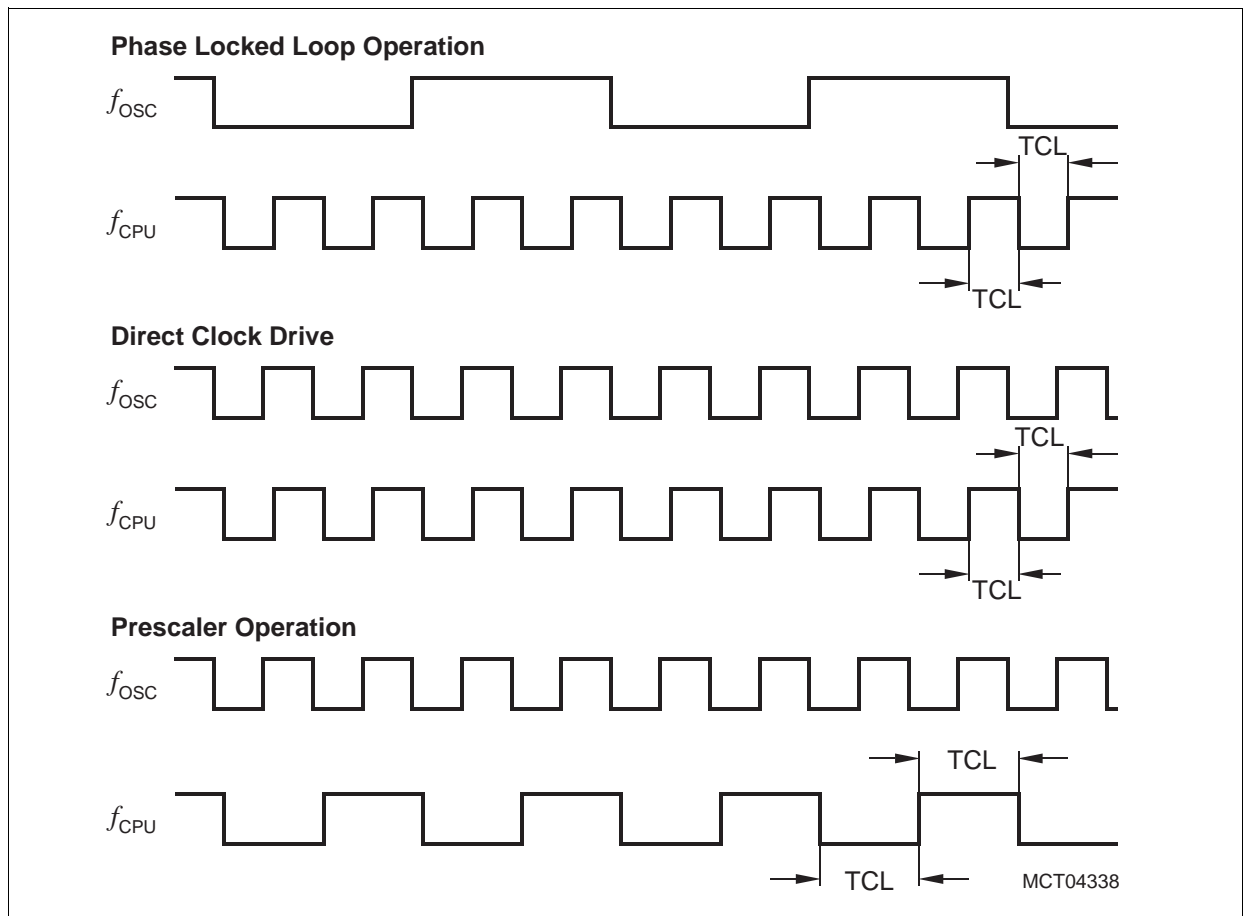 Phase Locked Loop Operation
fOSC
TCL
fCPU
TCL
Direct Clock Drive
fOSC
TCL
fCPU
TCL
Prescaler Operation
fOSC
TCL
fCPU
TCL
MCT04338